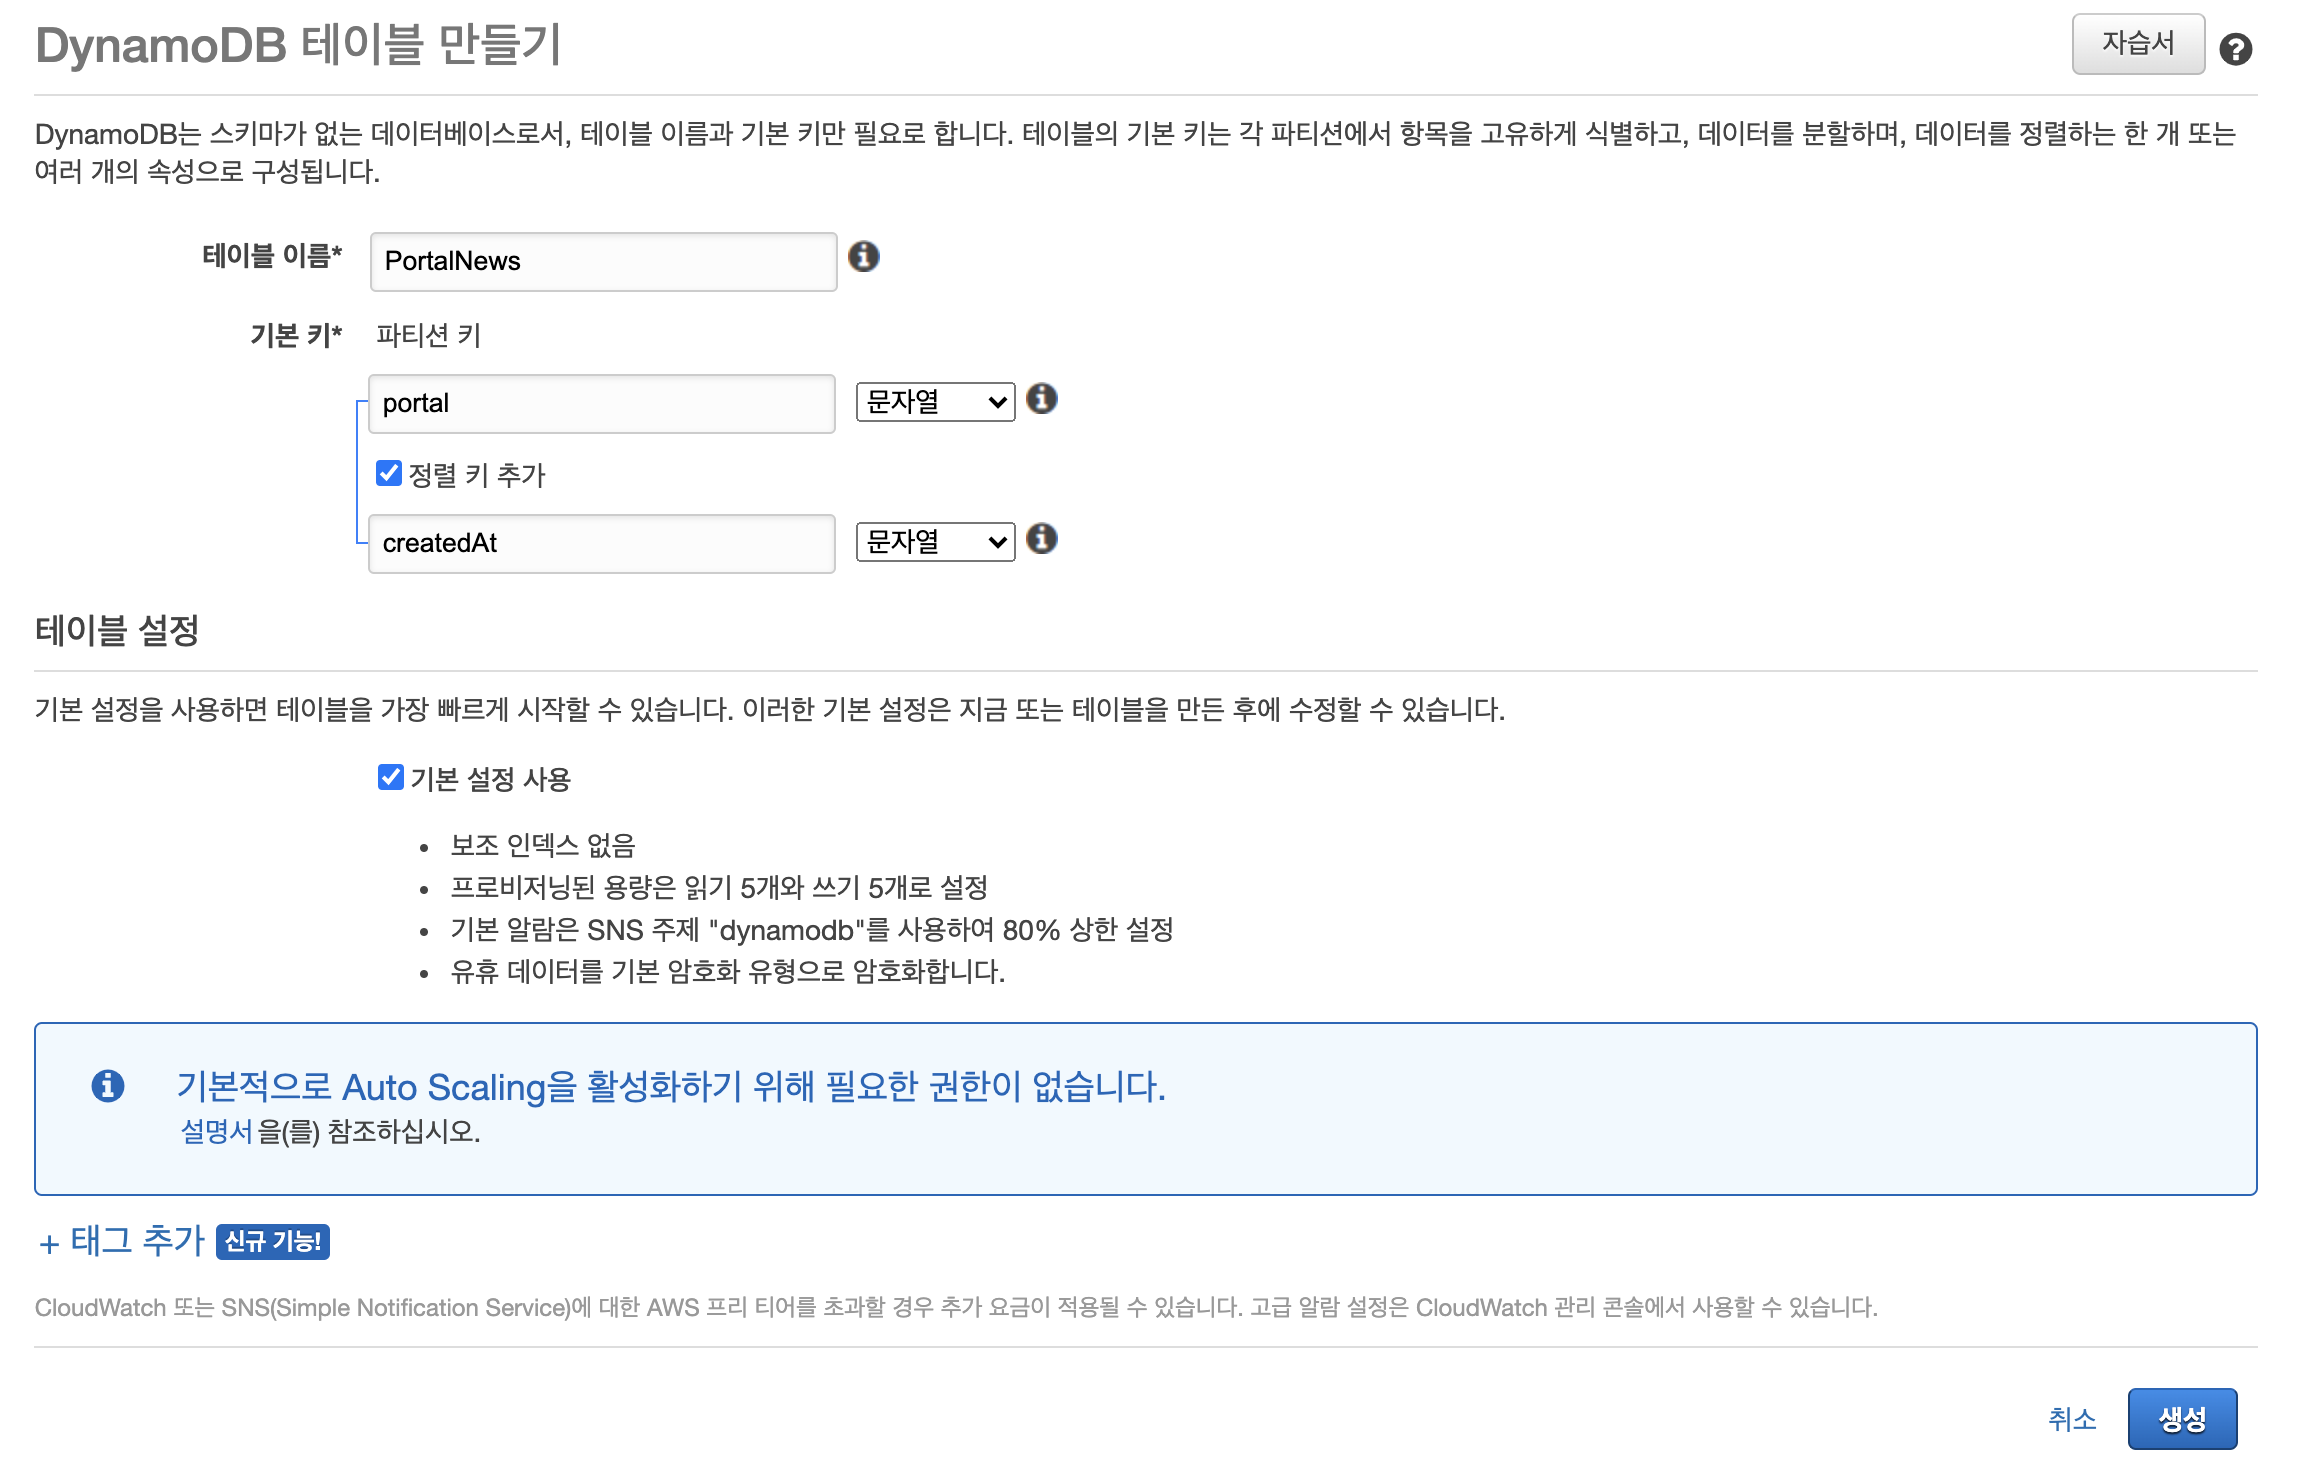 DynamoDB 테이블 만들기
자습서
DynamoDB는 스키마가 없는 데이터베이스로서, 테이블 이름과 기본 키만 필요로 합니다. 테이블의 기본 키는 각 파티션에서 항목을 고유하게 식별하고, 데이터를 분할하며, 데이터를 정렬하는 한 개 또는
여러 개의 속성으로 구성됩니다.
테이블 이름* PortalNews
기본 키* 파티션 키
portal 문자열
정렬 키 추가
createdAt 문자열
테이블 설정
기본 설정을 사용하면 테이블을 가장 빠르게 시작할 수 있습니다. 이러한 기본 설정은 지금 또는 테이블을 만든 후에 수정할 수 있습니다.
기본 설정 사용
• 보조 인덱스 없음
• 프로비저닝된 용량은 읽기 5개와 쓰기 5개로 설정
• 기본 알람은 SNS 주제 "dynamodb"를 사용하여 80% 상한 설정
• 유휴 데이터를 기본 암호화 유형으로 암호화합니다.
기본적으로 Auto Scaling을 활성화하기 위해 필요한 권한이 없습니다.
설명서 을(를) 참조하십시오.
+ 태그 추가 신규 기능!
CloudWatch 또는 SNS(Simple Notification Service)에 대한 AWS 프리 티어를 초과할 경우 추가 요금이 적용될 수 있습니다. 고급 알람 설정은 CloudWatch 관리 콘솔에서 사용할 수 있습니다.
취소 생성